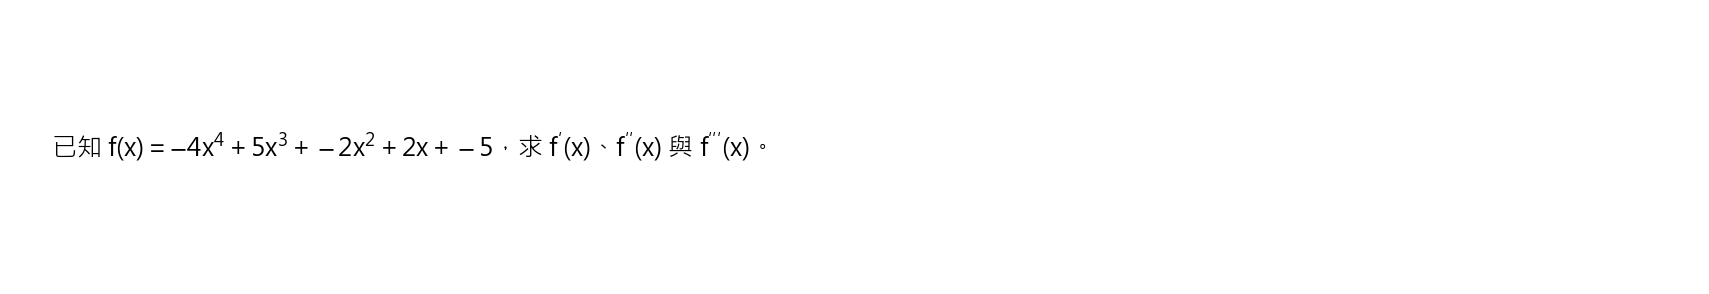 已知 f(x) = −4x⁴ + 5x³ + − 2x² + 2x + − 5，求 f′(x)、f′′(x) 與 f′′′(x)。